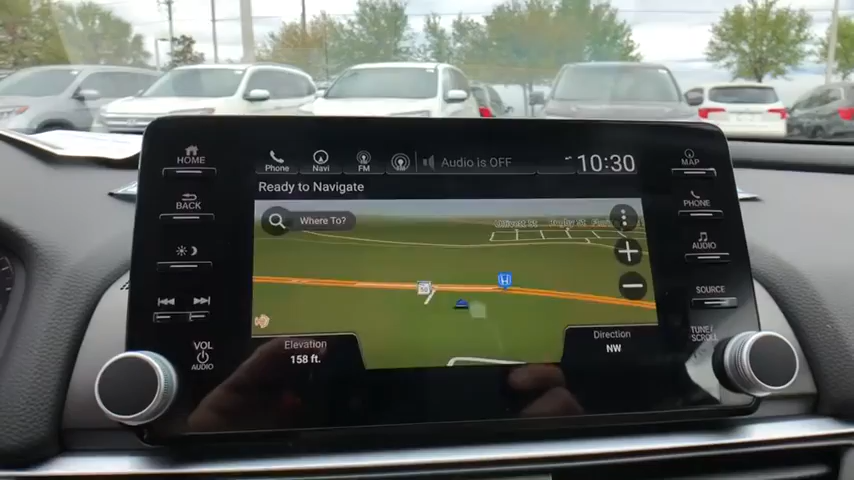 HOME
Phone
Navi
FM
Audio is OFF
10:30
MAP
Ready to Navigate
BACK
PHONE
Where To?
AUDIO
SOURCE
VOL
AUDIO
TUNE/
SCROLL
50
Elevation
158 ft.
Direction
NW